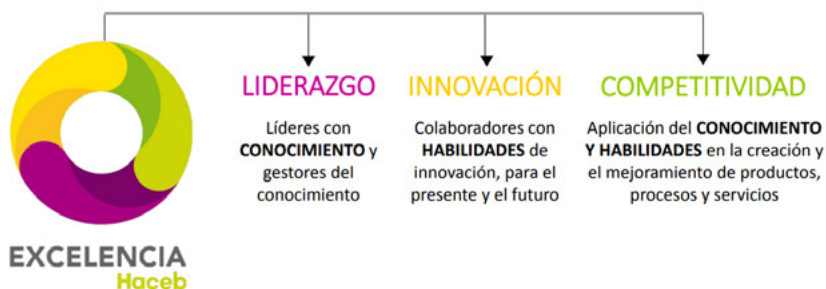 LIDERAZGO
Líderes con
CONOCIMIENTO y
gestores del
conocimiento
INNOVACIÓN
Colaboradores con
HABILIDADES de
innovación, para el
presente y el futuro
COMPETITIVIDAD
Aplicación del CONOCIMIENTO
Y HABILIDADES en la creación y
el mejoramiento de productos,
procesos y servicios
EXCELENCIA
Haceb